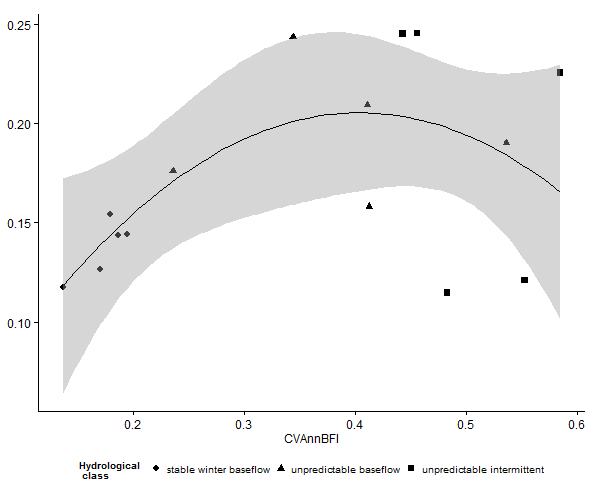 0.25
0.20
0.15
0.10
0.2 0.3 0.4 0.5 0.6
CVAnnBFI
Hydrological
class
stable winter baseflow unpredictable baseflow unpredictable intermittent